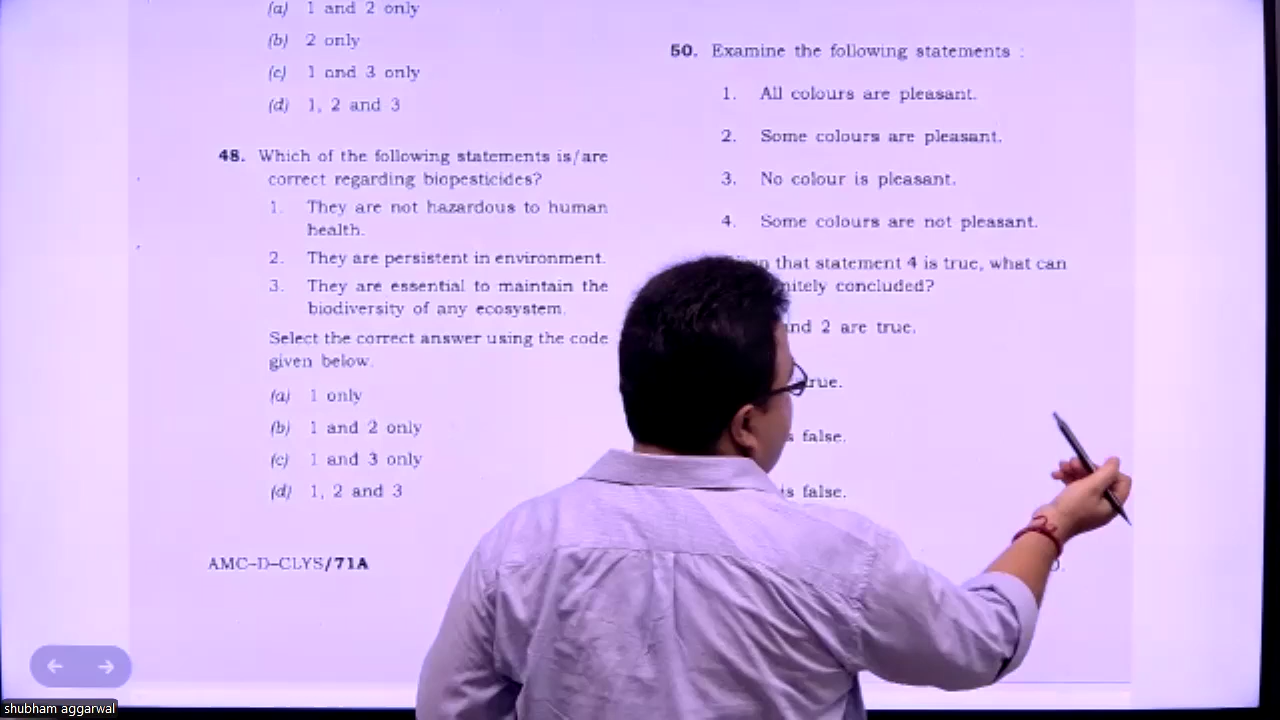 (a) 1 and 2 only
(b) 2 only
(c) 1 and 3 only
(d) 1, 2 and 3
48. Which of the following statements is/are
correct regarding biopesticides?
1. They are not hazardous to human
health.
2. They are persistent in environment.
3. They are essential to maintain the
biodiversity of any ecosystem.
Select the correct answer using the code
given below.
(a) 1 only
(b) 1 and 2 only
(c) 1 and 3 only
(d) 1, 2 and 3
AMC-D-CLYS/71A
50. Examine the following statements :
1. All colours are pleasant.
2. Some colours are pleasant.
3. No colour is pleasant.
4. Some colours are not pleasant.
that statement 4 is true, what can
concluded?
and 2 are true.
true.
false.
is false.
shubham aggarwal